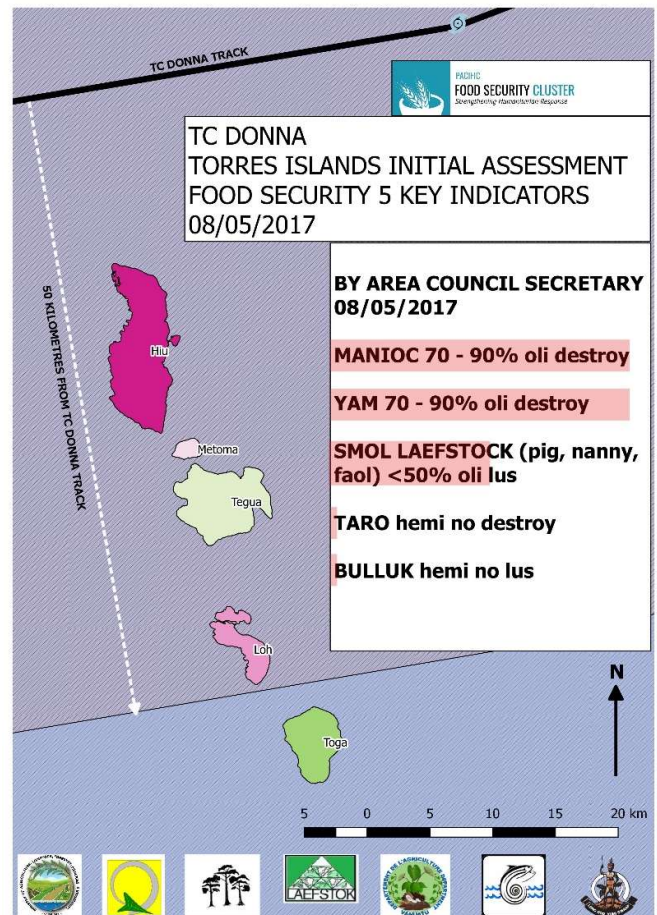 TC DONNA TRACK
PACIFIC
FOOD SECURITY CLUSTER
Strengthening Humanitarian Response
TC DONNA
TORRES ISLANDS INITIAL ASSESSMENT
FOOD SECURITY 5 KEY INDICATORS
08/05/2017
50 KILOMETRES FROM TC DONNA TRACK
BY AREA COUNCIL SECRETARY
08/05/2017
MANIOC 70 - 90% oli destroy
YAM 70 - 90% oli destroy
SMOL LAEFSTOCK (pig, nanny,
faol) <50% oli lus
TARO hemi no destroy
BULLUK hemi no lus
Hiu
Metoma
Tegua
Loh
Toga
N
5 0 5 10 15 20 km
LAEFSTOK